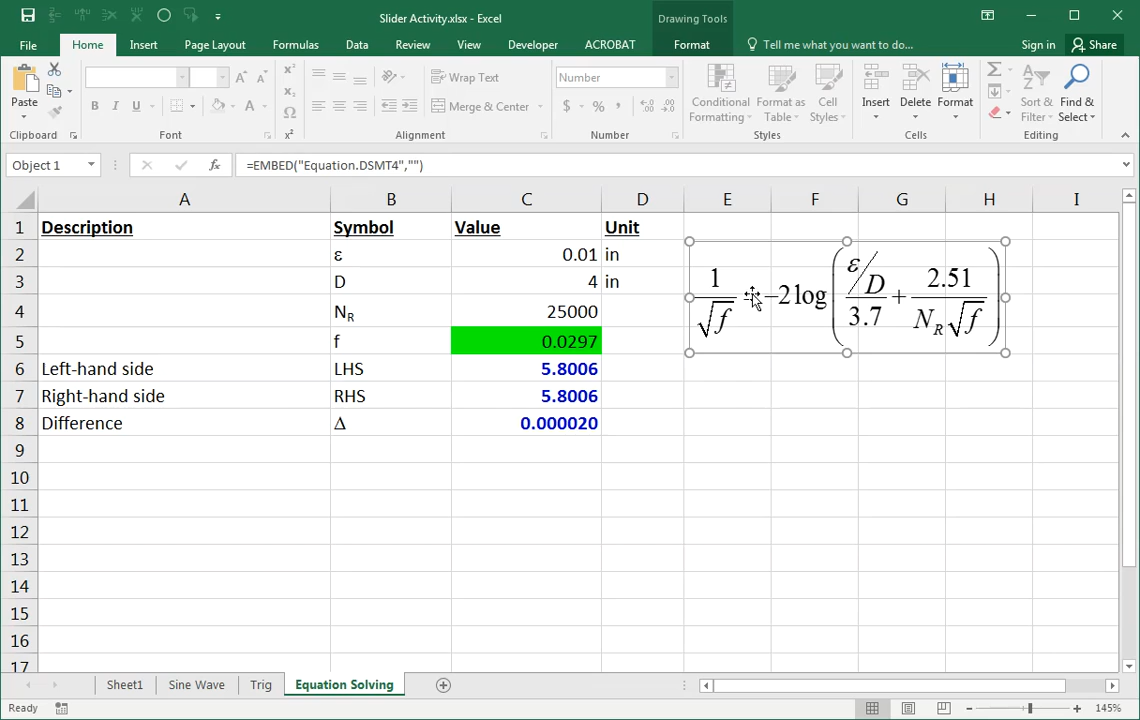 Slider Activity.xlsx - Excel
Drawing Tools
File Home Insert Page Layout Formulas Data Review View Developer ACROBAT Format Tell me what you want to do... Sign in Share
Paste
Clipboard
B I U A
Font
Wrap Text
Merge & Center
Alignment
Number
$ % ,
Number
Conditional Formatting
Format as Table
Cell Styles
Styles
Insert
Delete
Format
Cells
Sort & Filter
Find & Select
Editing
Object 1 fx =EMBED("Equation.DSMT4","")
A B C D E F G H I
1 Description Symbol Value Unit
2 ε 0.01 in
3 D 4 in
4 N_R 25000
5 f 0.0297
6 Left-hand side LHS 5.8006
7 Right-hand side RHS 5.8006
8 Difference Δ 0.000020
1/√f −2 log ( (ε/D)/3.7 + 2.51/(N_R √f) )
9
10
11
12
13
14
15
16
17
Sheet1 Sine Wave Trig Equation Solving
Ready 145%